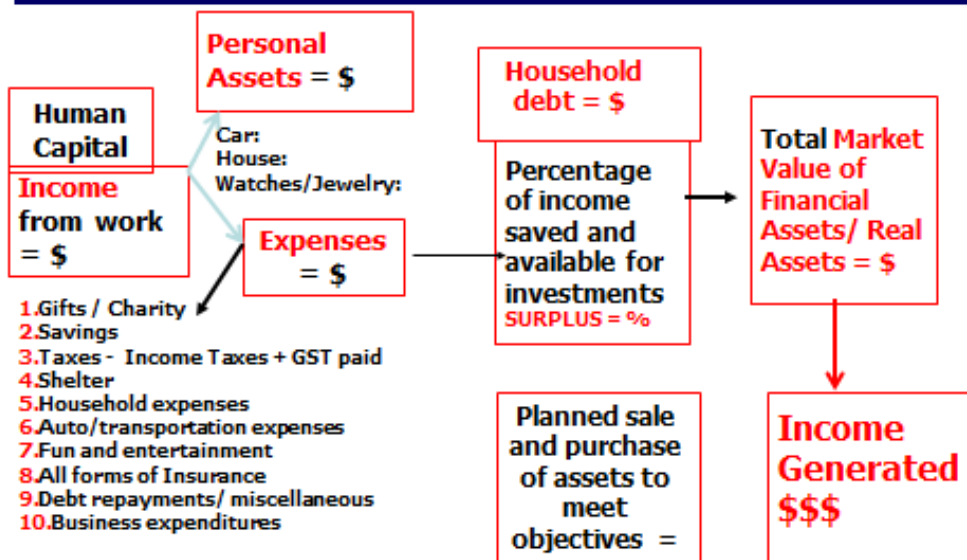 Personal
Assets = $
Human
Capital
Income
from work
= $
Car:
House:
Watches/Jewelry:
Expenses
= $
1.Gifts / Charity
2.Savings
3.Taxes - Income Taxes + GST paid
4.Shelter
5.Household expenses
6.Auto/transportation expenses
7.Fun and entertainment
8.All forms of Insurance
9.Debt repayments/ miscellaneous
10.Business expenditures
Household
debt = $
Percentage
of income
saved and
available for
investments
SURPLUS = %
Planned sale
and purchase
of assets to
meet
objectives =
Total Market
Value of
Financial
Assets/ Real
Assets = $
Income
Generated
$$$